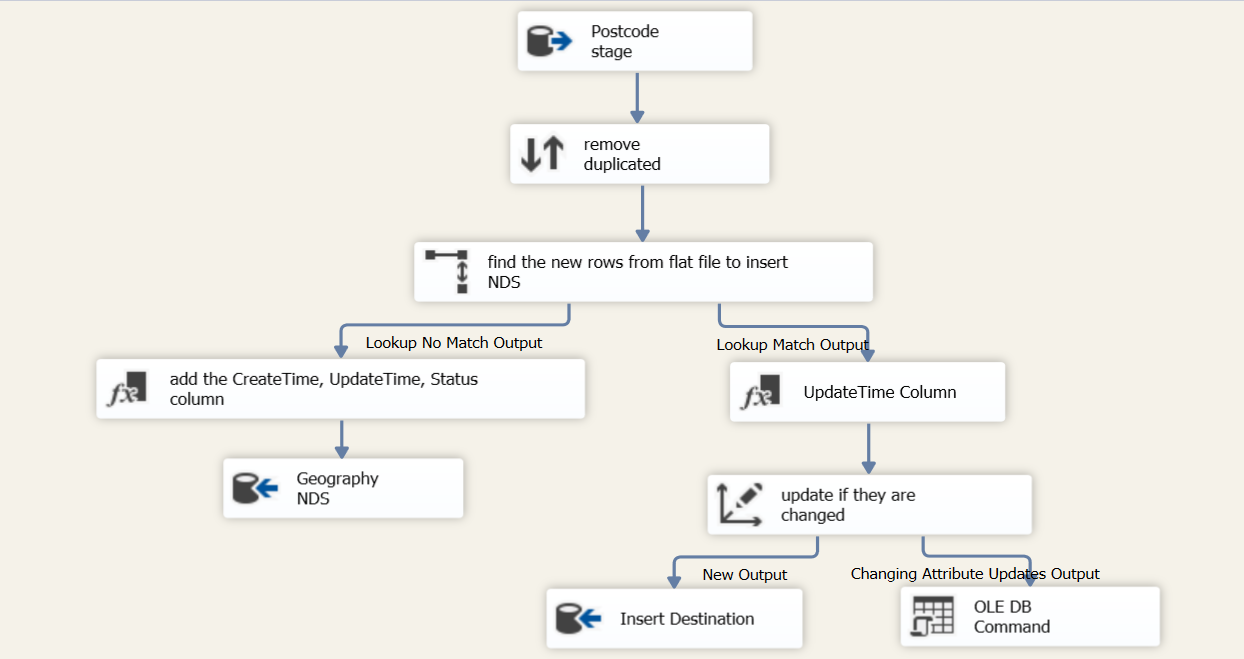 Postcode
stage
remove
duplicated
find the new rows from flat file to insert
NDS
Lookup No Match Output
Lookup Match Output
add the CreateTime, UpdateTime, Status
column
UpdateTime Column
Geography
NDS
update if they are
changed
New Output
Changing Attribute Updates Output
Insert Destination
OLE DB
Command